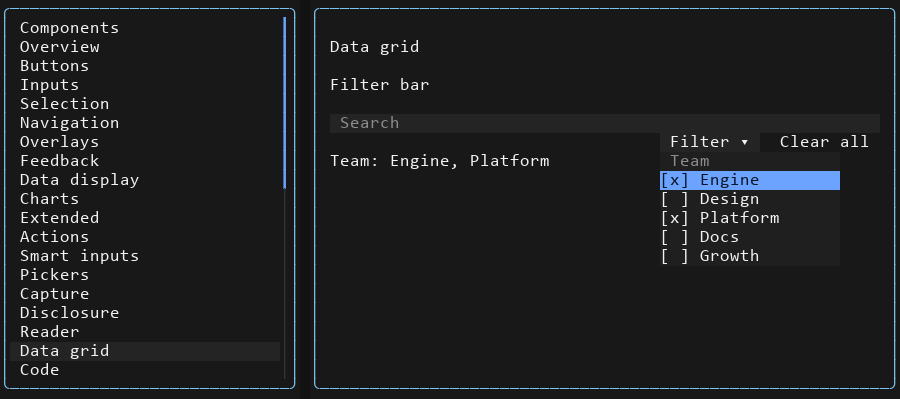 Components
Overview
Buttons
Inputs
Selection
Navigation
Overlays
Feedback
Data display
Charts
Extended
Actions
Smart inputs
Pickers
Capture
Disclosure
Reader
Data grid
Code
Data grid
Filter bar
Search
Filter ▾ Clear all
Team: Engine, Platform
Team
[x] Engine
[ ] Design
[x] Platform
[ ] Docs
[ ] Growth